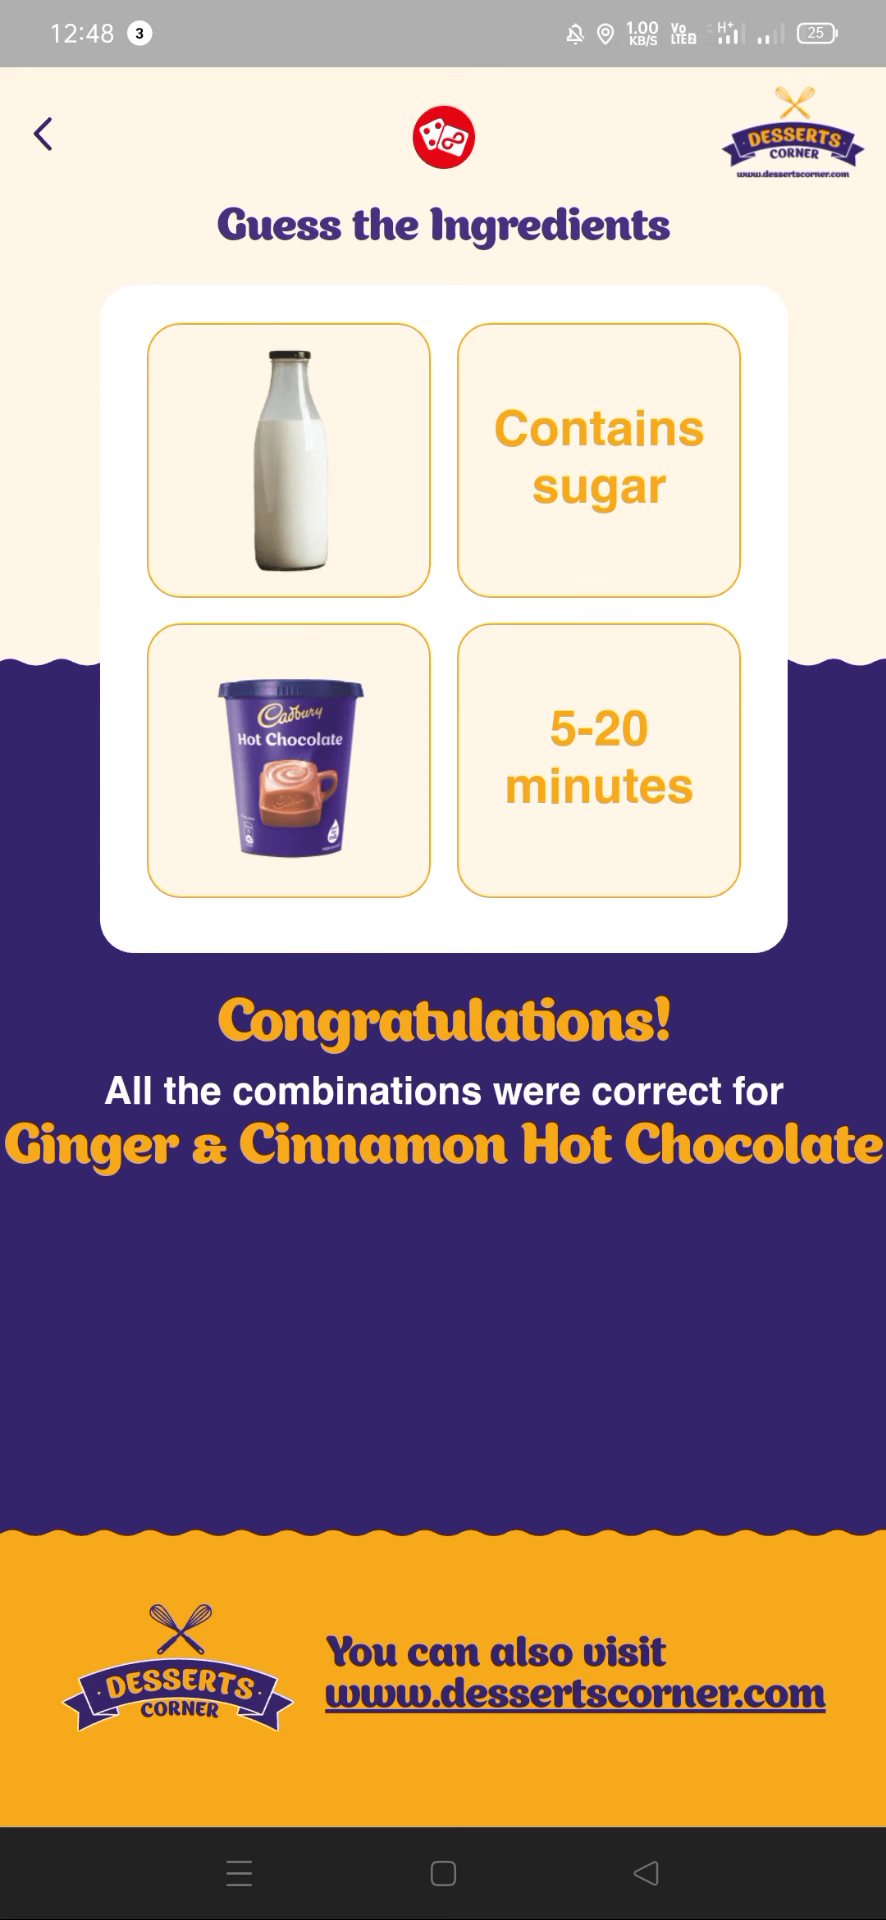 12:48 3
1.00 KB/S Vo LTE H+ 25
DESSERTS
CORNER
www.dessertscorner.com
Guess the Ingredients
Contains
sugar
Cadbury
Hot Chocolate
5-20
minutes
Congratulations!
All the combinations were correct for
Ginger & Cinnamon Hot Chocolate
DESSERTS
CORNER
You can also visit
www.dessertscorner.com